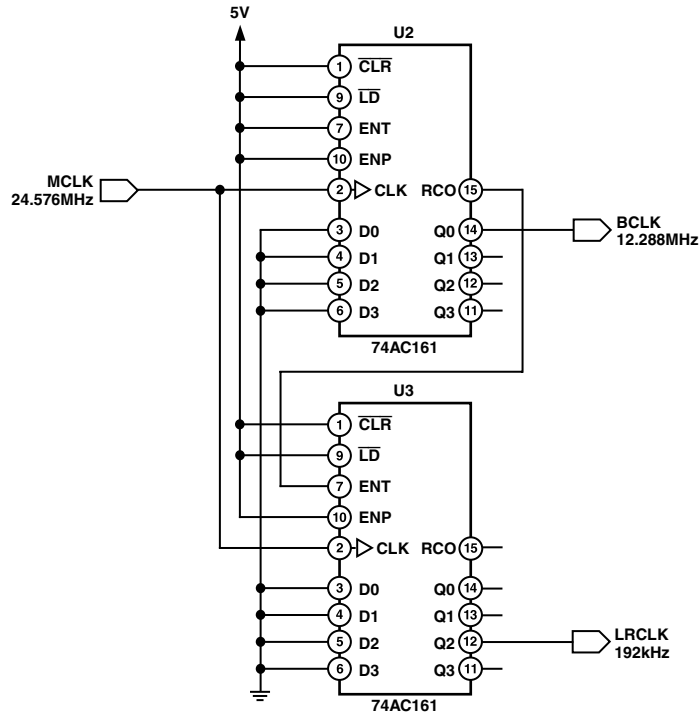 5V
U2
1 CLR
9 LD
7 ENT
10 ENP
MCLK
24.576MHz
2 CLK
RCO 15
3 D0
Q0 14
BCLK
12.288MHz
4 D1
Q1 13
5 D2
Q2 12
6 D3
Q3 11
74AC161
U3
1 CLR
9 LD
7 ENT
10 ENP
2 CLK
RCO 15
3 D0
Q0 14
4 D1
Q1 13
5 D2
Q2 12
LRCLK
192kHz
6 D3
Q3 11
74AC161